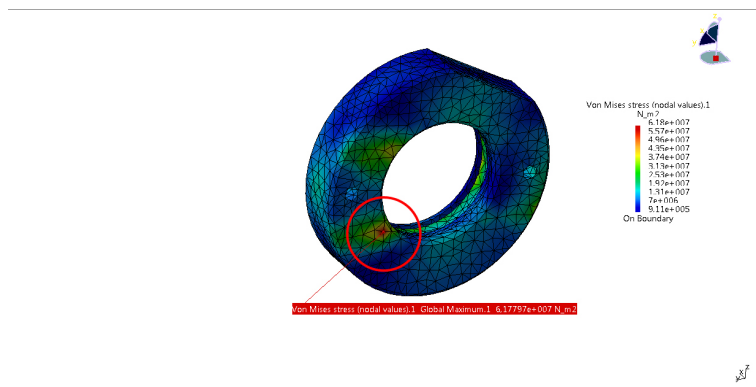 Von Mises stress (nodal values).1
N_m2
6.18e+007
5.57e+007
4.96e+007
4.35e+007
3.74e+007
3.13e+007
2.53e+007
1.92e+007
1.31e+007
7e+006
9.11e+005
On Boundary
Von Mises stress (nodal values).1 Global Maximum.1 6,17797e+007 N_m2